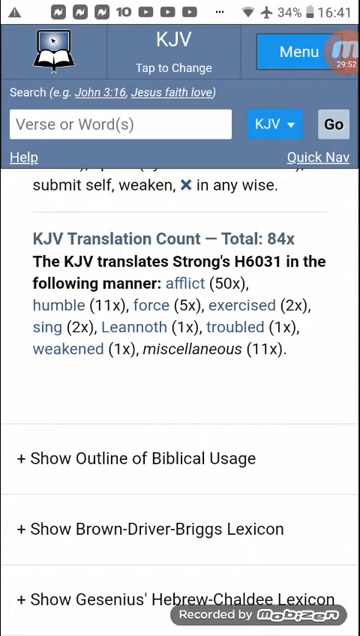 10 ... 34% 16:41
KJV
Tap to Change
Menu
29:52
Search (e.g. John 3:16, Jesus faith love)
Verse or Word(s)
KJV
Go
Help
Quick Nav
submit self, weaken, × in any wise.
KJV Translation Count — Total: 84x
The KJV translates Strong's H6031 in the
following manner: afflict (50x),
humble (11x), force (5x), exercised (2x),
sing (2x), Leannoth (1x), troubled (1x),
weakened (1x), miscellaneous (11x).
+ Show Outline of Biblical Usage
+ Show Brown-Driver-Briggs Lexicon
+ Show Gesenius' Hebrew-Chaldee Lexicon
Recorded by mobizen